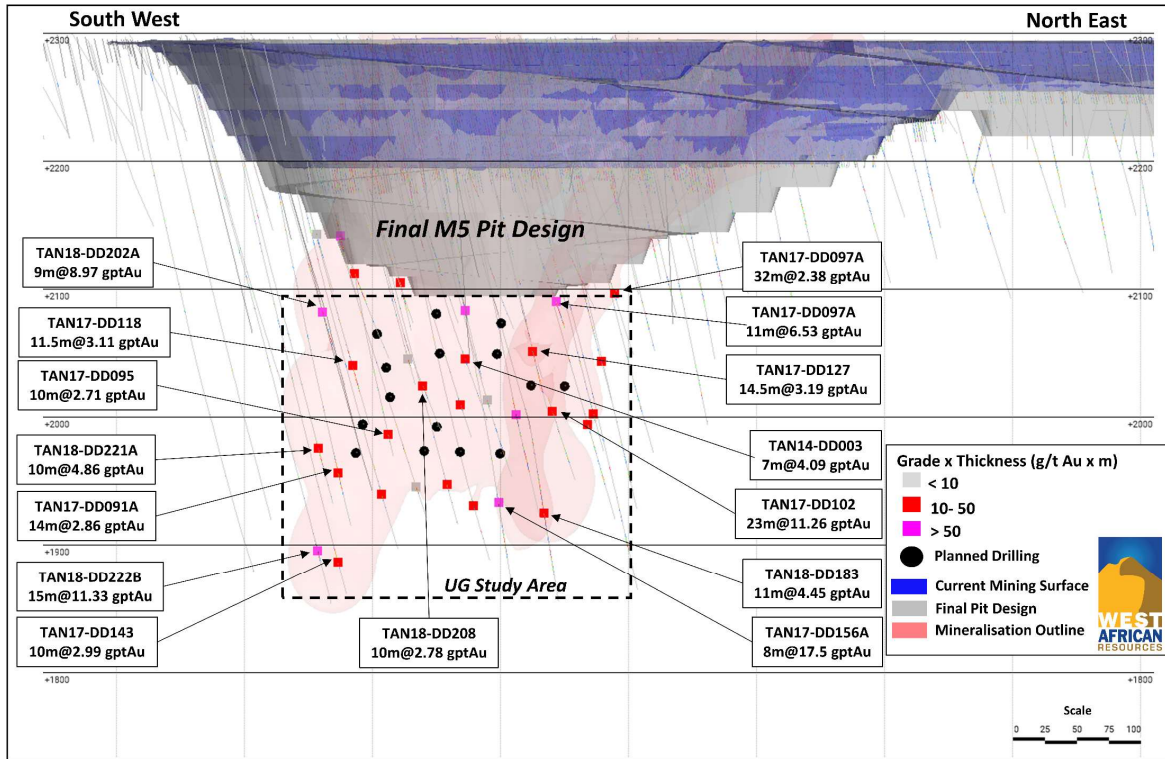 South West
North East
+2300
+2300
+2200
+2200
Final M5 Pit Design
TAN18-DD202A
9m@8.97 gptAu
TAN17-DD097A
32m@2.38 gptAu
+2100
+2100
TAN17-DD118
11.5m@3.11 gptAu
TAN17-DD097A
11m@6.53 gptAu
TAN17-DD095
10m@2.71 gptAu
TAN17-DD127
14.5m@3.19 gptAu
+2000
+2000
TAN18-DD221A
10m@4.86 gptAu
TAN14-DD003
7m@4.09 gptAu
TAN17-DD091A
14m@2.86 gptAu
TAN17-DD102
23m@11.26 gptAu
+1900
TAN18-DD222B
15m@11.33 gptAu
UG Study Area
TAN18-DD183
11m@4.45 gptAu
TAN17-DD143
10m@2.99 gptAu
TAN18-DD208
10m@2.78 gptAu
TAN17-DD156A
8m@17.5 gptAu
+1800
+1800
Grade x Thickness (g/t Au x m)
< 10
10- 50
> 50
Planned Drilling
Current Mining Surface
Final Pit Design
Mineralisation Outline
WEST
AFRICAN
RESOURCES
Scale
0 25 50 75 100